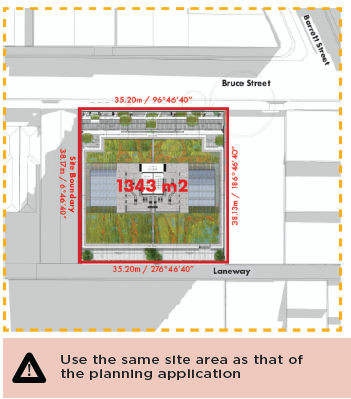 Barrett Street
Bruce Street
35.20m / 96°46'40"
Site Boundary
38.17m / 6°46'40"
1343 m2
38.13m / 186°46'40"
35.20m / 276°46'40"
Laneway
Use the same site area as that of
the planning application